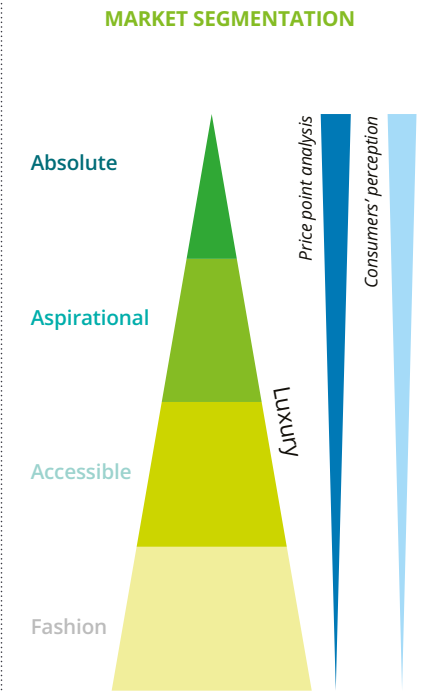 MARKET SEGMENTATION
Absolute
Price point analysis
Consumers’ perception
Aspirational
Luxury
Accessible
Fashion